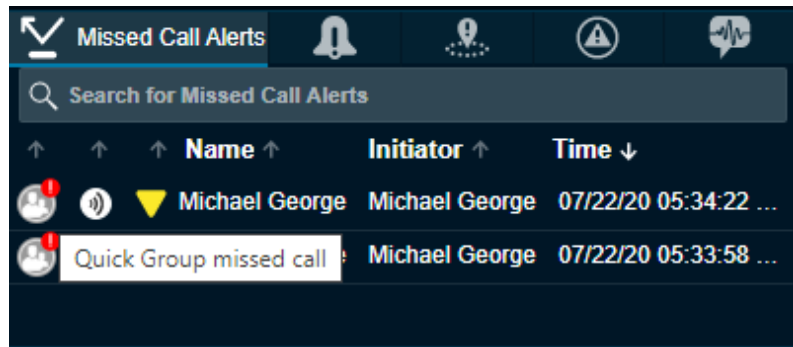 Missed Call Alerts
Search for Missed Call Alerts
Name Initiator Time
Michael George Michael George 07/22/20 05:34:22 ...
Quick Group missed call Michael George 07/22/20 05:33:58 ...